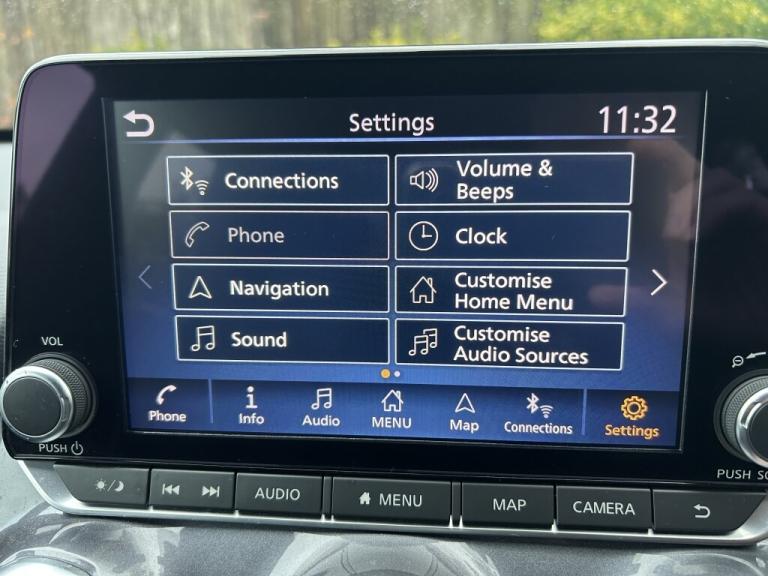 Settings
11:32
Connections
Volume &
Beeps
Phone
Clock
Navigation
Customise
Home Menu
Sound
Customise
Audio Sources
Phone
Info
Audio
MENU
Map
Connections
Settings
VOL
PUSH
PUSH
AUDIO
MENU
MAP
CAMERA